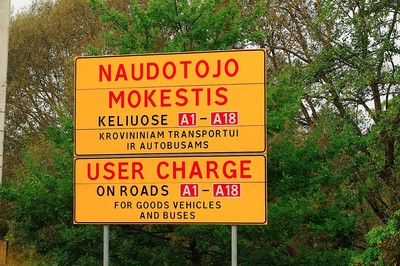 NAUDOTOJO
MOKESTIS
KELIUOSE A1 - A18
KROVININIAM TRANSPORTUI
IR AUTOBUSAMS
USER CHARGE
ON ROADS A1 - A18
FOR GOODS VEHICLES
AND BUSES